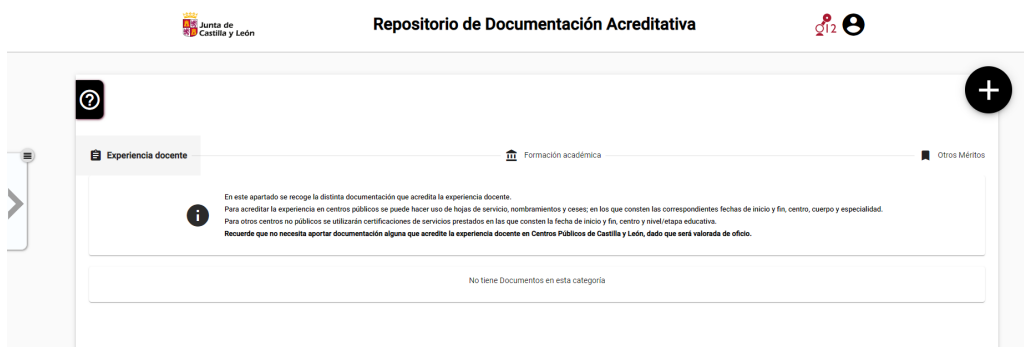 Junta de
Castilla y León
Repositorio de Documentación Acreditativa
012
Experiencia docente
Formación académica
Otros Méritos
En este apartado se recoge la distinta documentación que acredita la experiencia docente.
Para acreditar la experiencia en centros públicos se puede hacer uso de hojas de servicio, nombramientos y ceses; en los que consten las correspondientes fechas de inicio y fin, centro, cuerpo y especialidad.
Para otros centros no públicos se utilizarán certificaciones de servicios prestados en las que consten la fecha de inicio y fin, centro y nivel/etapa educativa.
Recuerde que no necesita aportar documentación alguna que acredite la experiencia docente en Centros Públicos de Castilla y León, dado que será valorada de oficio.
No tiene Documentos en esta categoría